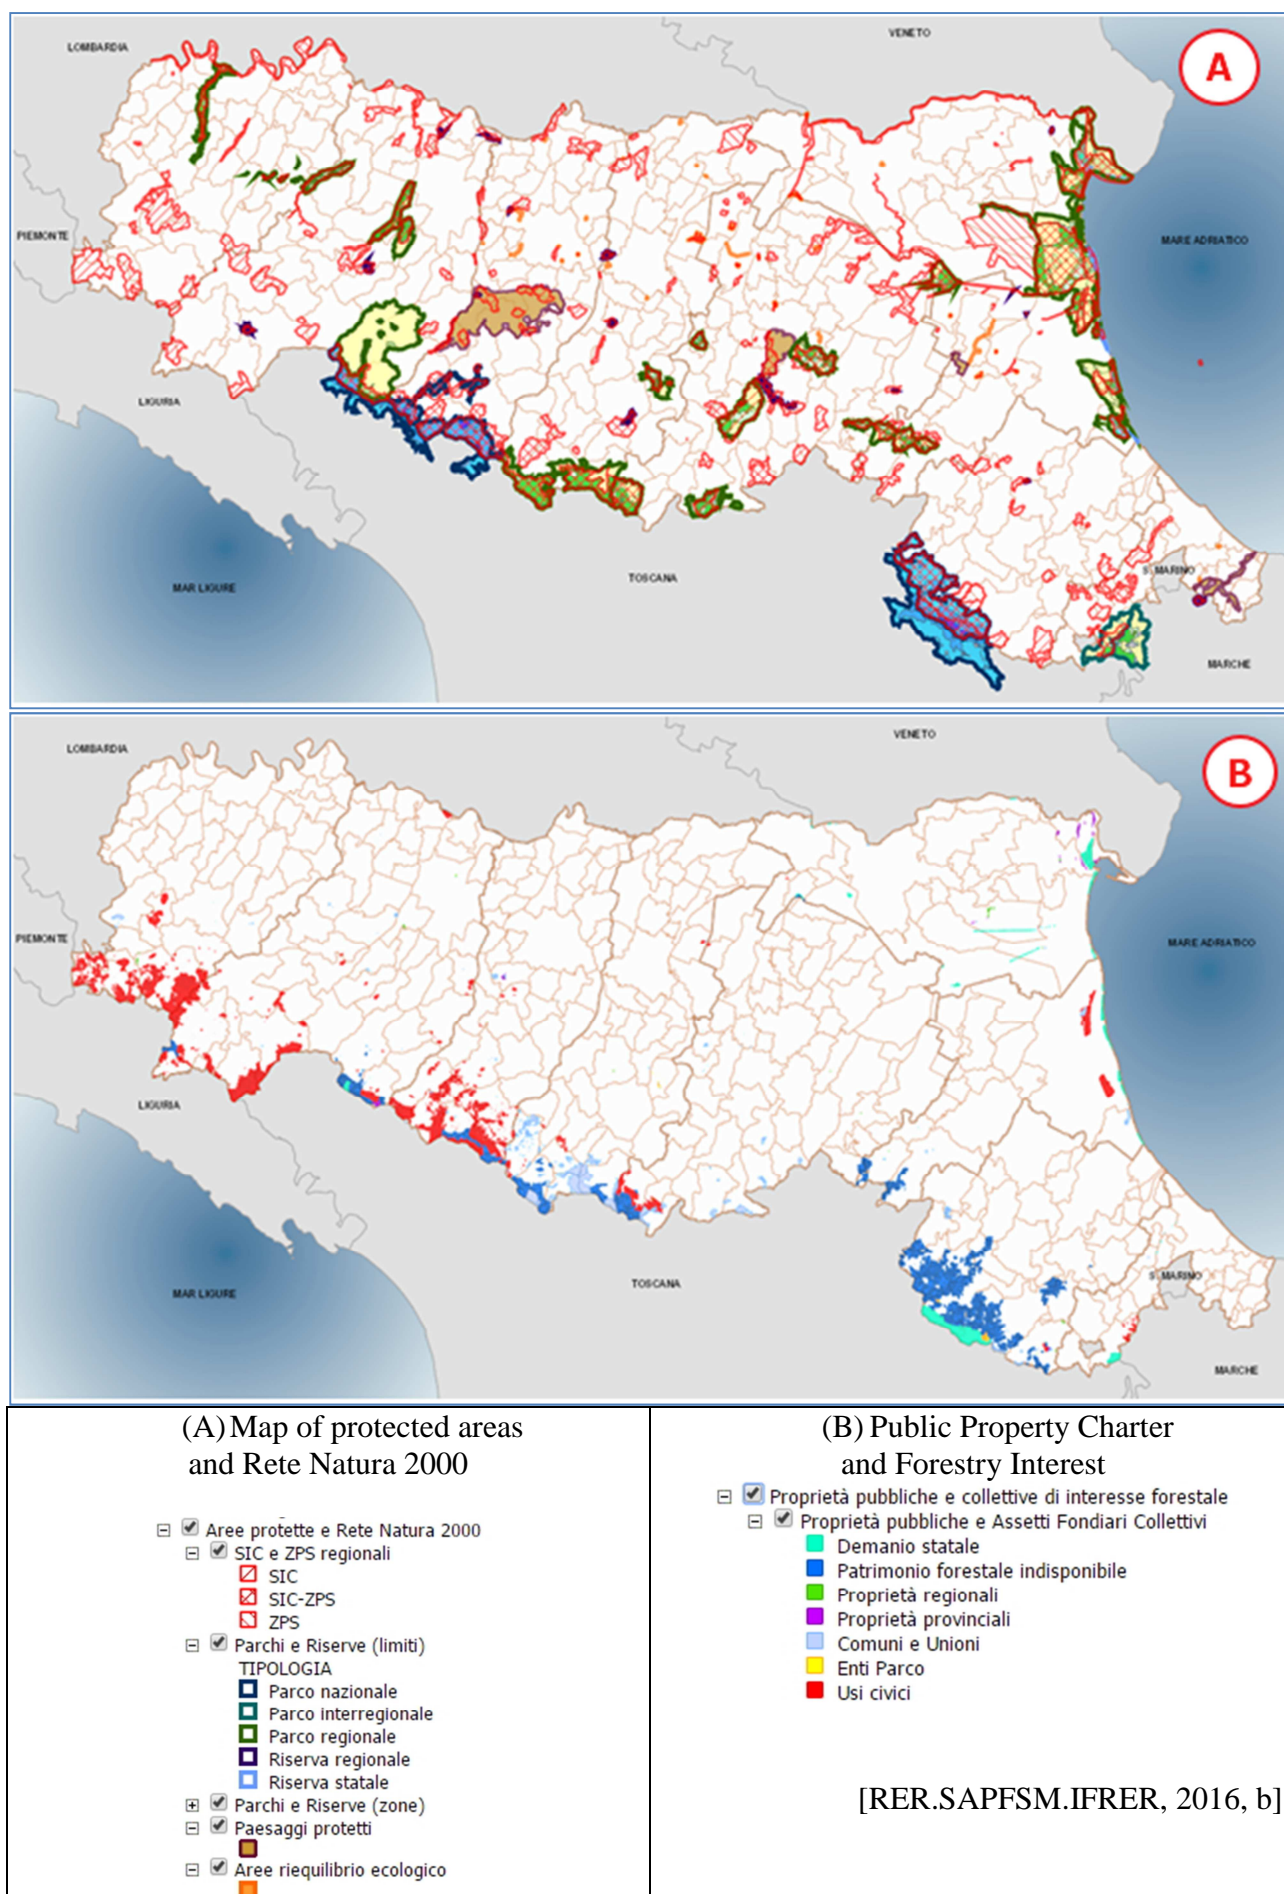 LOMBARDIA
VENETO
A
PIEMONTE
MARE ADRIATICO
LIGURIA
TOSCANA
S. MARINO
MAR LIGURE
MARCHE
LOMBARDIA
VENETO
B
PIEMONTE
MARE ADRIATICO
LIGURIA
TOSCANA
S. MARINO
MAR LIGURE
MARCHE
(A) Map of protected areas
and Rete Natura 2000
Aree protette e Rete Natura 2000
SIC e ZPS regionali
SIC
SIC-ZPS
ZPS
Parchi e Riserve (limiti)
TIPOLOGIA
Parco nazionale
Parco interregionale
Parco regionale
Riserva regionale
Riserva statale
Parchi e Riserve (zone)
Paesaggi protetti
Aree riequilibrio ecologico
(B) Public Property Charter
and Forestry Interest
Proprietà pubbliche e collettive di interesse forestale
Proprietà pubbliche e Assetti Fondiari Collettivi
Demanio statale
Patrimonio forestale indisponibile
Proprietà regionali
Proprietà provinciali
Comuni e Unioni
Enti Parco
Usi civici
[RER.SAPFSM.IFRER, 2016, b]